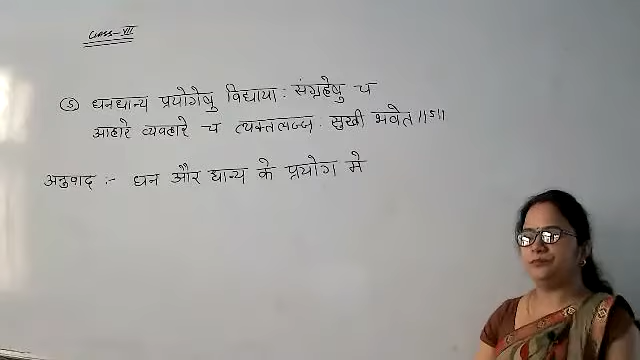 Class-VII
(5) धनधान्य प्रयोगेषु विद्यायाः संग्रहेषु च
आहारे व्यवहारे च त्यक्तलज्जः सुखी भवेत ॥5॥
अनुवाद :- धन और धान्य के प्रयोग मे